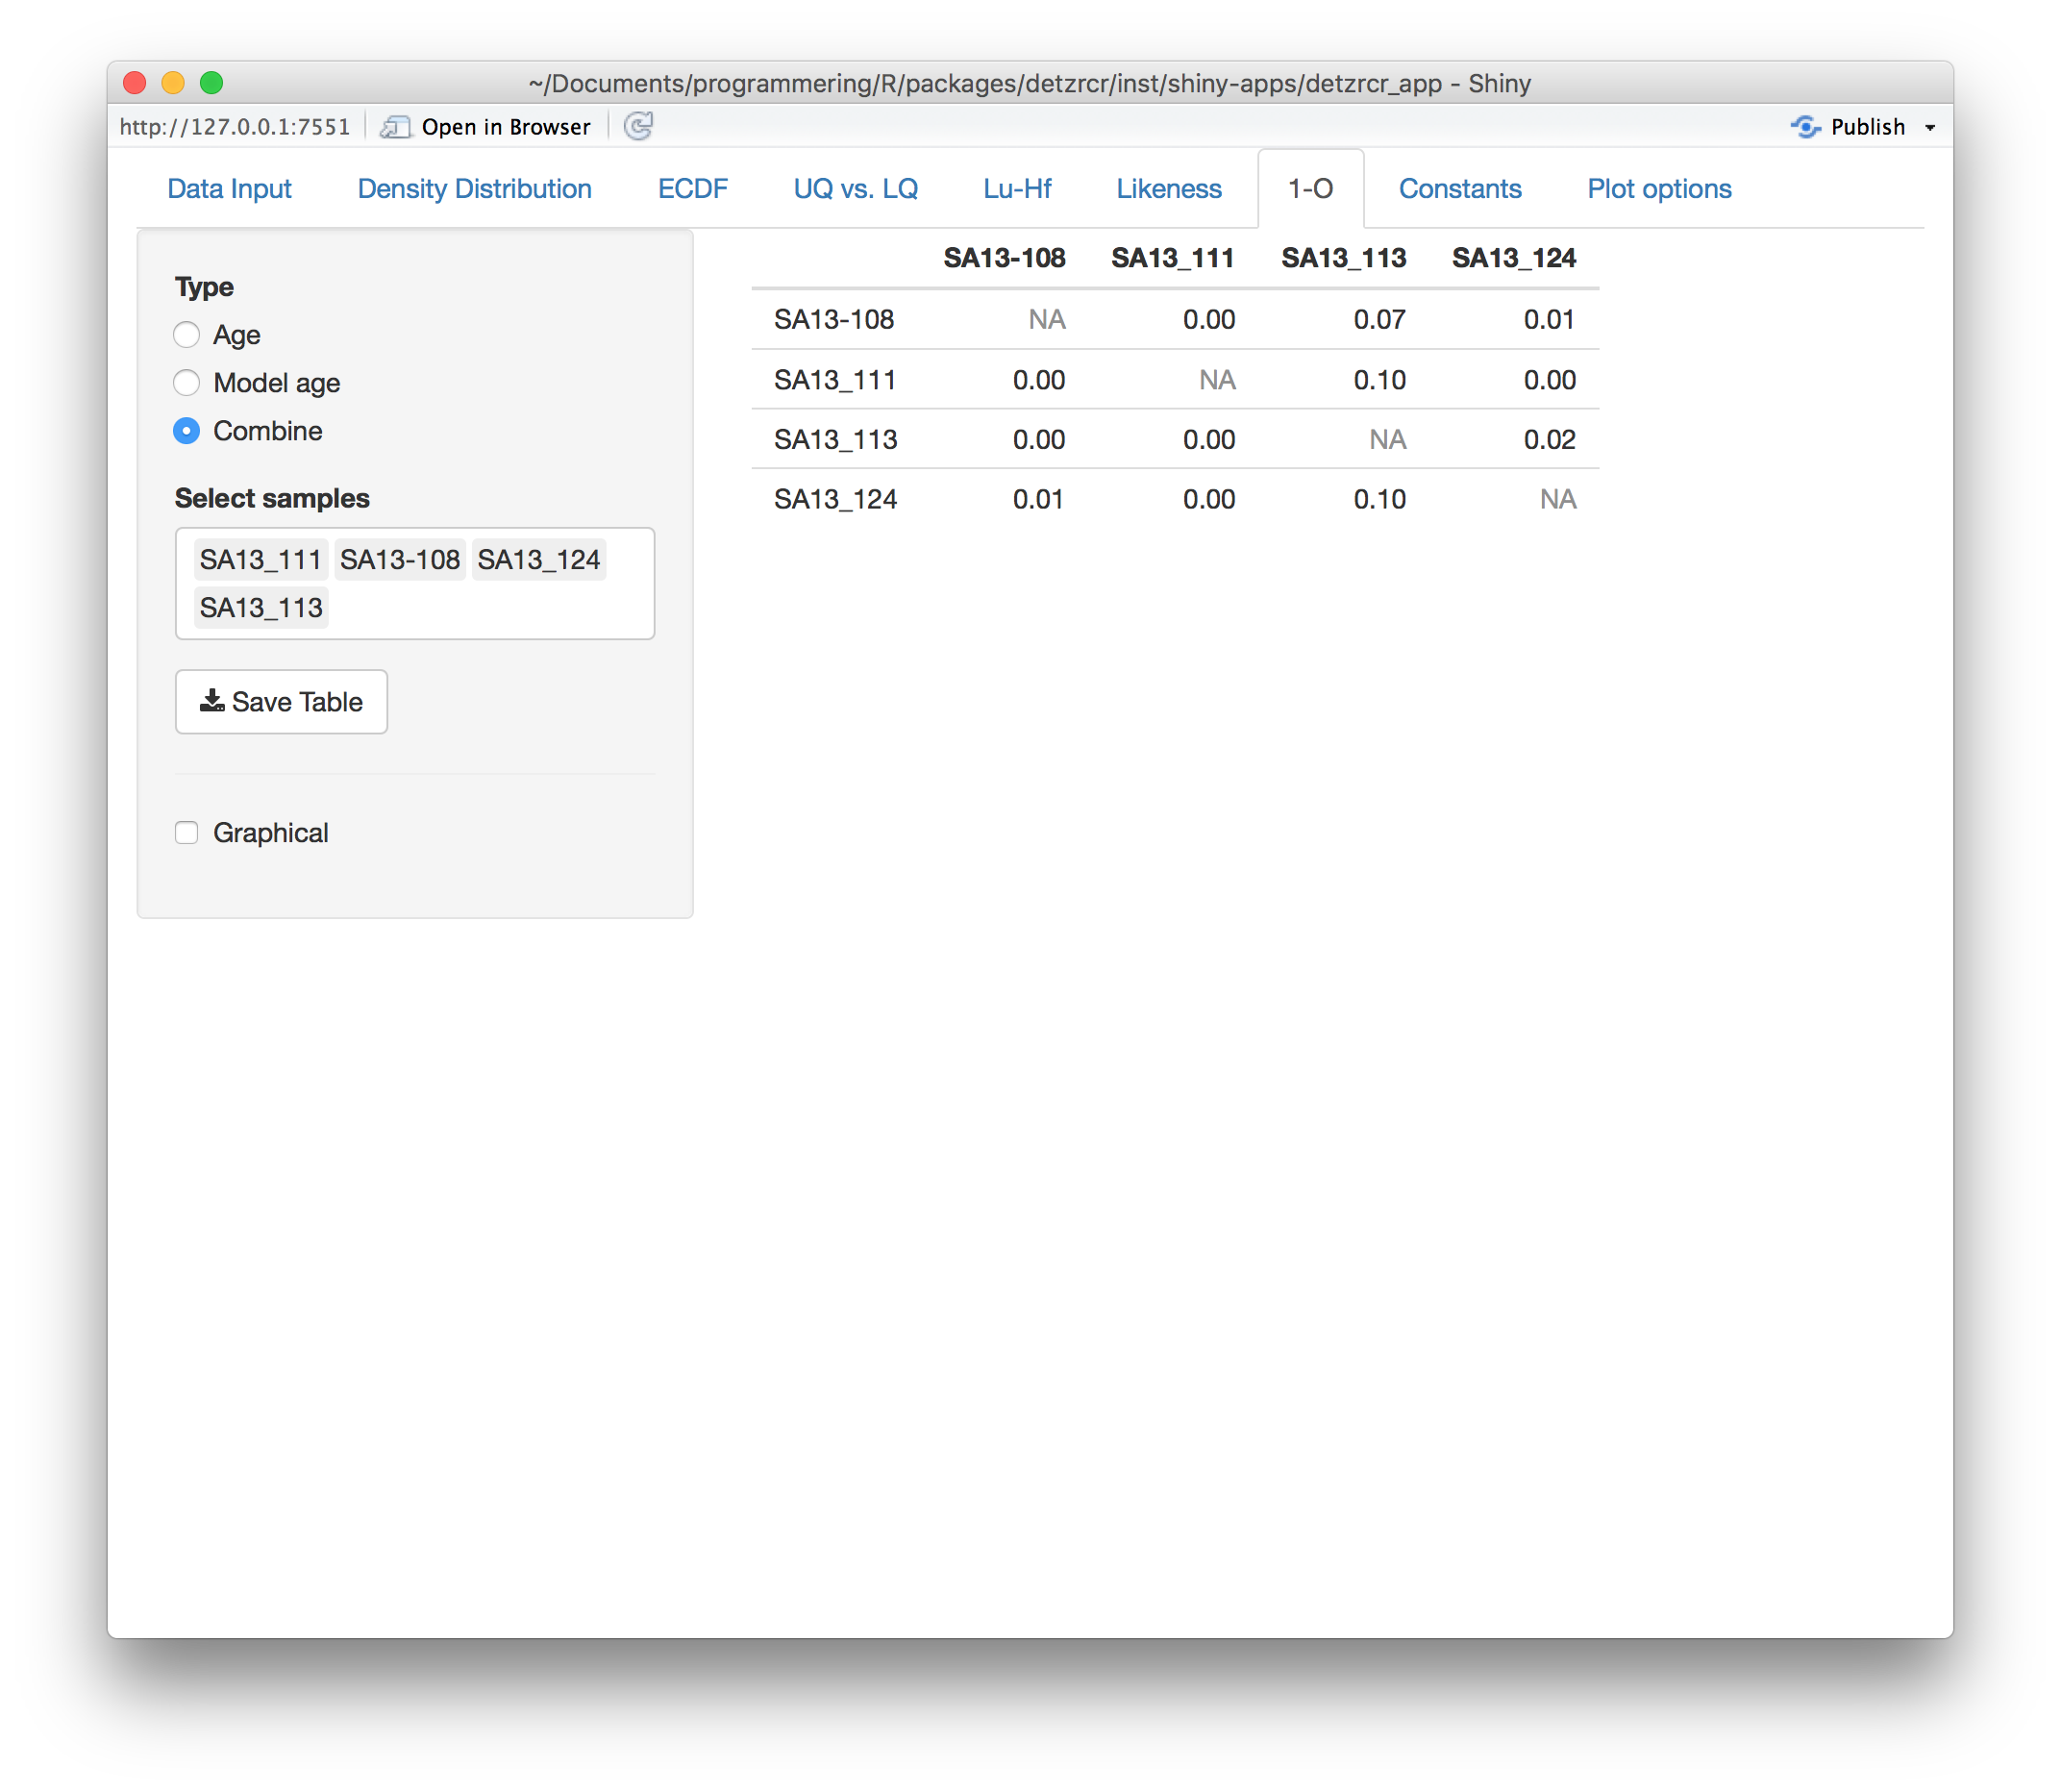 ~/Documents/programmering/R/packages/detzrcr/inst/shiny-apps/detzrcr_app - Shiny
http://127.0.0.1:7551 Open in Browser Publish
Data Input Density Distribution ECDF UQ vs. LQ Lu-Hf Likeness 1-O Constants Plot options
Type
Age
Model age
Combine
Select samples
SA13_111 SA13-108 SA13_124
SA13_113
Save Table
Graphical
SA13-108 SA13_111 SA13_113 SA13_124
SA13-108 NA 0.00 0.07 0.01
SA13_111 0.00 NA 0.10 0.00
SA13_113 0.00 0.00 NA 0.02
SA13_124 0.01 0.00 0.10 NA